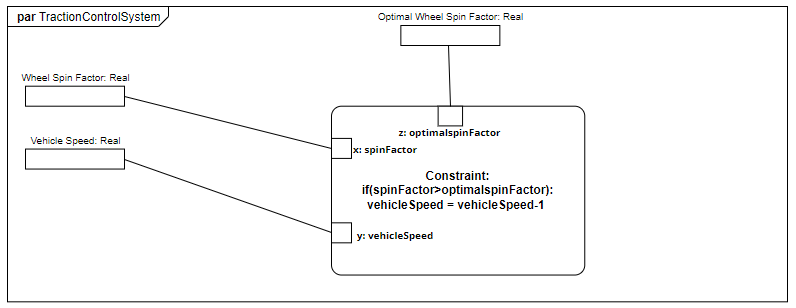 par TractionControlSystem
Optimal Wheel Spin Factor: Real
Wheel Spin Factor: Real
Vehicle Speed: Real
z: optimalspinFactor
x: spinFactor
Constraint:
if(spinFactor>optimalspinFactor):
vehicleSpeed = vehicleSpeed-1
y: vehicleSpeed